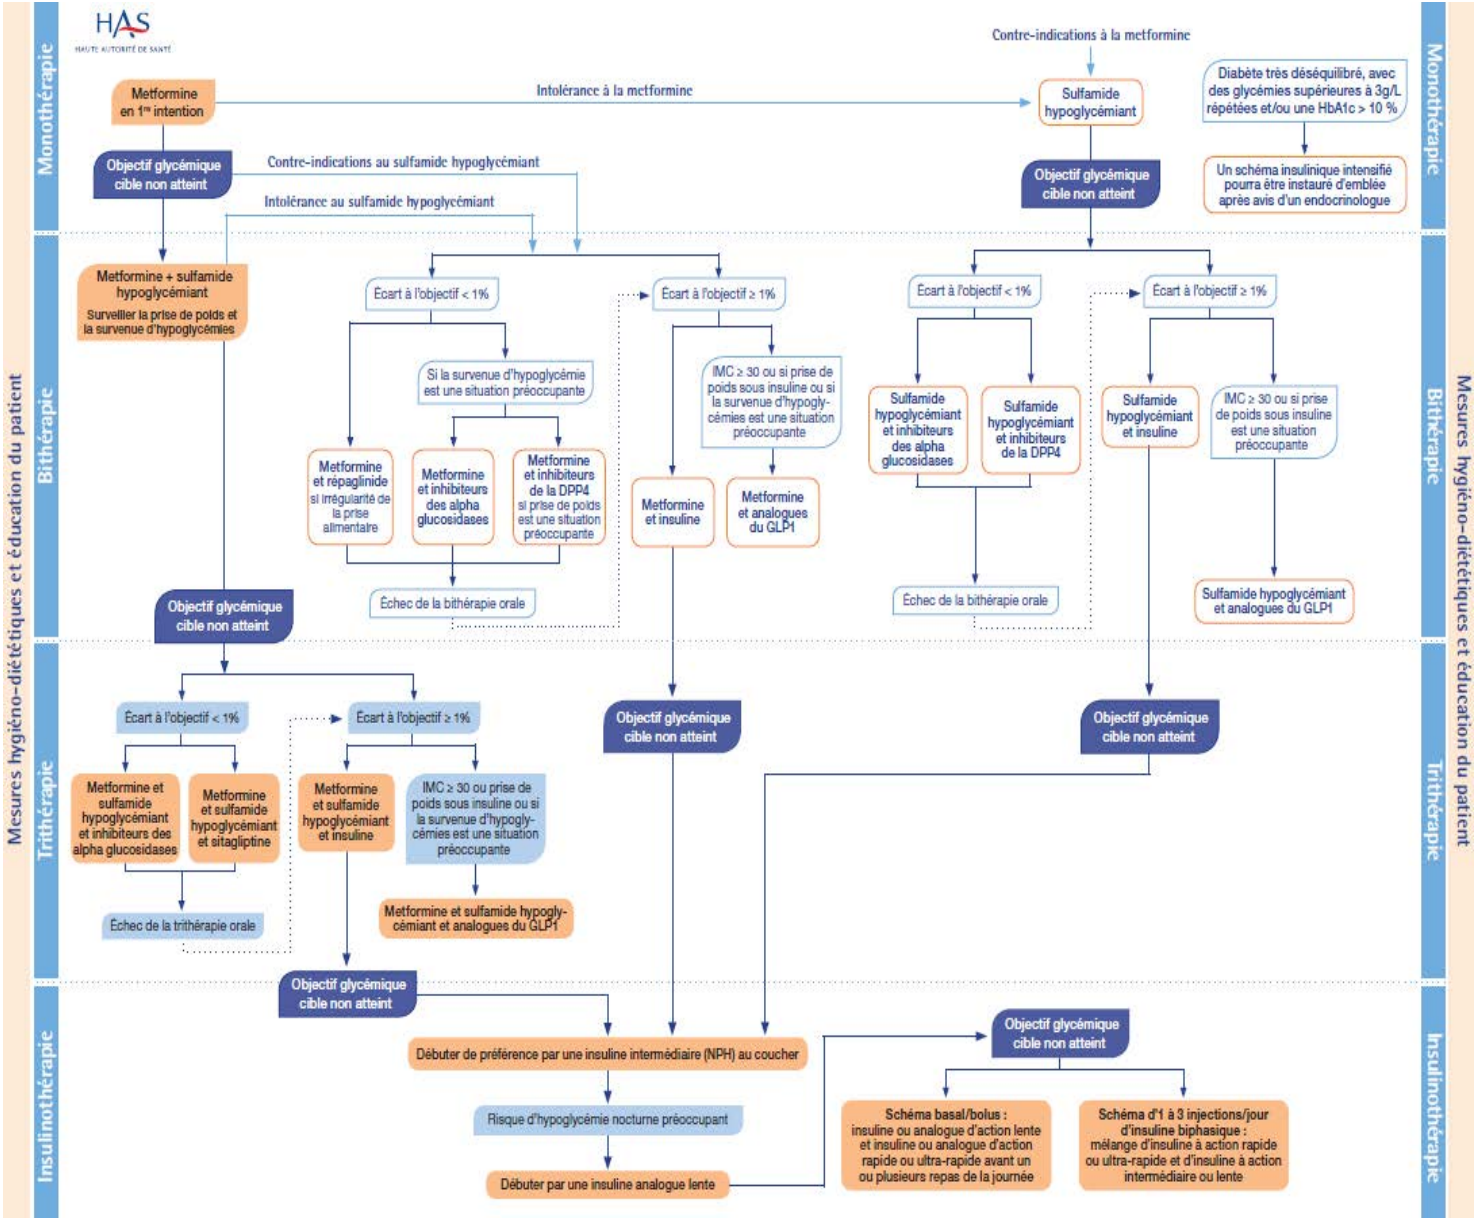 HAS
HAUTE AUTORITÉ DE SANTÉ
Mesures hygiéno-diététiques et éducation du patient
Monothérapie
Metformine
en 1re intention
Intolérance à la metformine
Contre-indications à la metformine
Sulfamide
hypoglycémiant
Diabète très déséquilibré, avec
des glycémies supérieures à 3g/L
répétées et/ou une HbA1c > 10 %
Objectif glycémique
cible non atteint
Contre-indications au sulfamide hypoglycémiant
Intolérance au sulfamide hypoglycémiant
Objectif glycémique
cible non atteint
Un schéma insulinique intensifié
pourra être instauré d'emblée
après avis d'un endocrinologue
Monothérapie
Bithérapie
Metformine + sulfamide
hypoglycémiant
Surveiller la prise de poids et
la survenue d'hypoglycémies
Écart à l'objectif < 1%
Écart à l'objectif ≥ 1%
Si la survenue d'hypoglycémie
est une situation préoccupante
IMC ≥ 30 ou si prise de
poids sous insuline ou si
la survenue d'hypogly-
cémies est une situation
préoccupante
Metformine
et répaglinide
si irrégularité de
la prise
alimentaire
Metformine
et inhibiteurs
des alpha
glucosidases
Metformine
et inhibiteurs
de la DPP4
si prise de poids
est une situation
préoccupante
Metformine
et insuline
Metformine
et analogues
du GLP1
Échec de la bithérapie orale
Écart à l'objectif < 1%
Écart à l'objectif ≥ 1%
Sulfamide
hypoglycémiant
et inhibiteurs
des alpha
glucosidases
Sulfamide
hypoglycémiant
et inhibiteurs
de la DPP4
Sulfamide
hypoglycémiant
et insuline
IMC ≥ 30 ou si prise
de poids sous insuline
est une situation
préoccupante
Échec de la bithérapie orale
Sulfamide hypoglycémiant
et analogues du GLP1
Objectif glycémique
cible non atteint
Bithérapie
Trithérapie
Écart à l'objectif < 1%
Écart à l'objectif ≥ 1%
Objectif glycémique
cible non atteint
Objectif glycémique
cible non atteint
Metformine et
sulfamide
hypoglycémiant
et inhibiteurs des
alpha glucosidases
Metformine
et sulfamide
hypoglycémiant
et sitagliptine
Metformine
et sulfamide
hypoglycémiant
et insuline
IMC ≥ 30 ou prise de
poids sous insuline ou si
la survenue d'hypogly-
cémies est une situation
préoccupante
Échec de la trithérapie orale
Metformine et sulfamide hypogly-
cémiant et analogues du GLP1
Trithérapie
Insulinothérapie
Objectif glycémique
cible non atteint
Débuter de préférence par une insuline intermédiaire (NPH) au coucher
Risque d'hypoglycémie nocturne préoccupant
Débuter par une insuline analogue lente
Objectif glycémique
cible non atteint
Schéma basal/bolus :
insuline ou analogue d'action lente
et insuline ou analogue d'action
rapide ou ultra-rapide avant un
ou plusieurs repas de la journée
Schéma d'1 à 3 injections/jour
d'insuline biphasique :
mélange d'insuline à action rapide
ou ultra-rapide et d'insuline à action
intermédiaire ou lente
Insulinothérapie
Mesures hygiéno-diététiques et éducation du patient